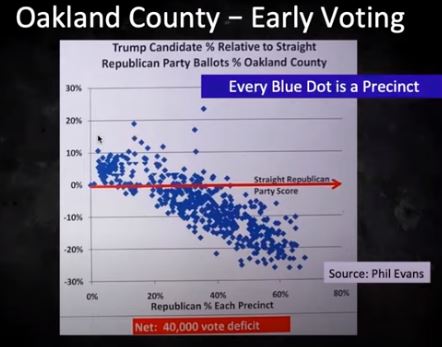 Oakland County – Early Voting
Trump Candidate % Relative to Straight
Republican Party Ballots % Oakland County
Every Blue Dot is a Precinct
30%
20%
10%
0%
-10%
-20%
-30%
Straight Republican
Party Score
Source: Phil Evans
0%
20%
40%
60%
80%
Republican % Each Precinct
Net: 40,000 vote deficit